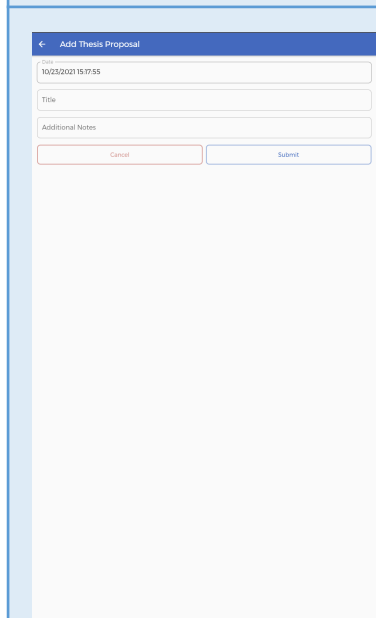 Add Thesis Proposal
Date
10/23/2021 15:17:55
Title
Additional Notes
Cancel Submit